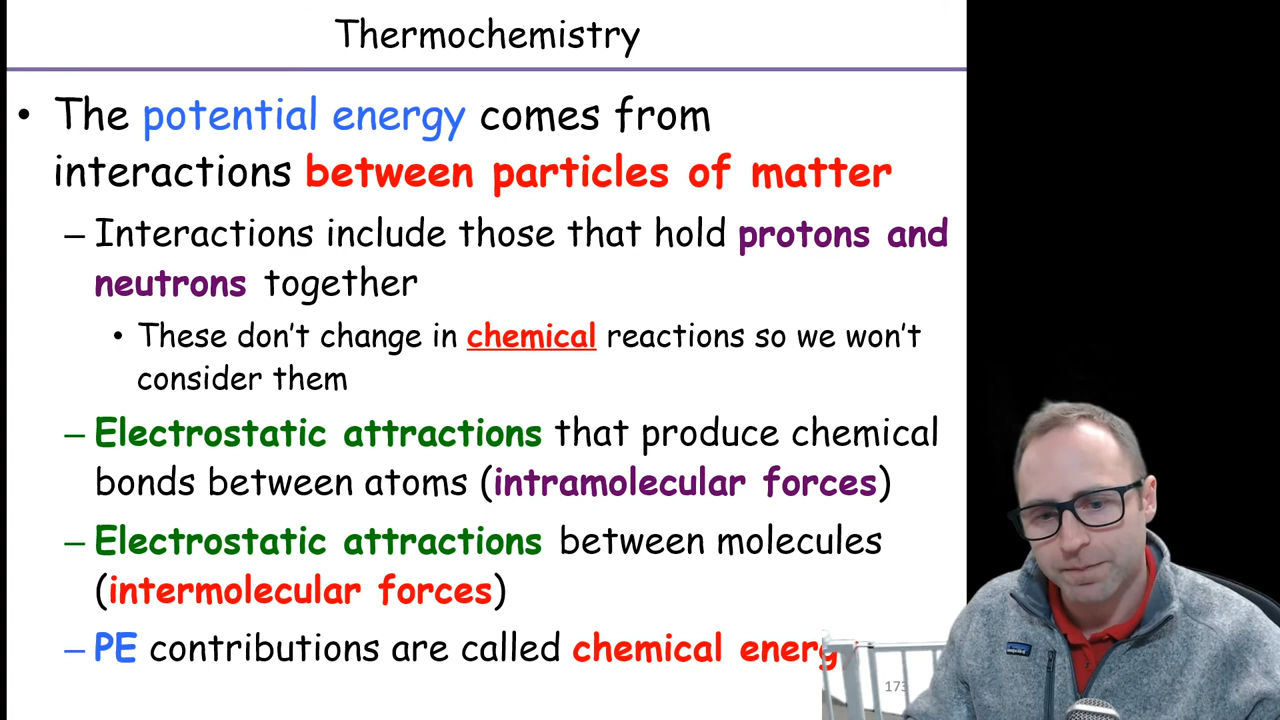 Thermochemistry
• The potential energy comes from
interactions between particles of matter
– Interactions include those that hold protons and
neutrons together
• These don't change in chemical reactions so we won't
consider them
– Electrostatic attractions that produce chemical
bonds between atoms (intramolecular forces)
– Electrostatic attractions between molecules
(intermolecular forces)
– PE contributions are called chemical energ
173